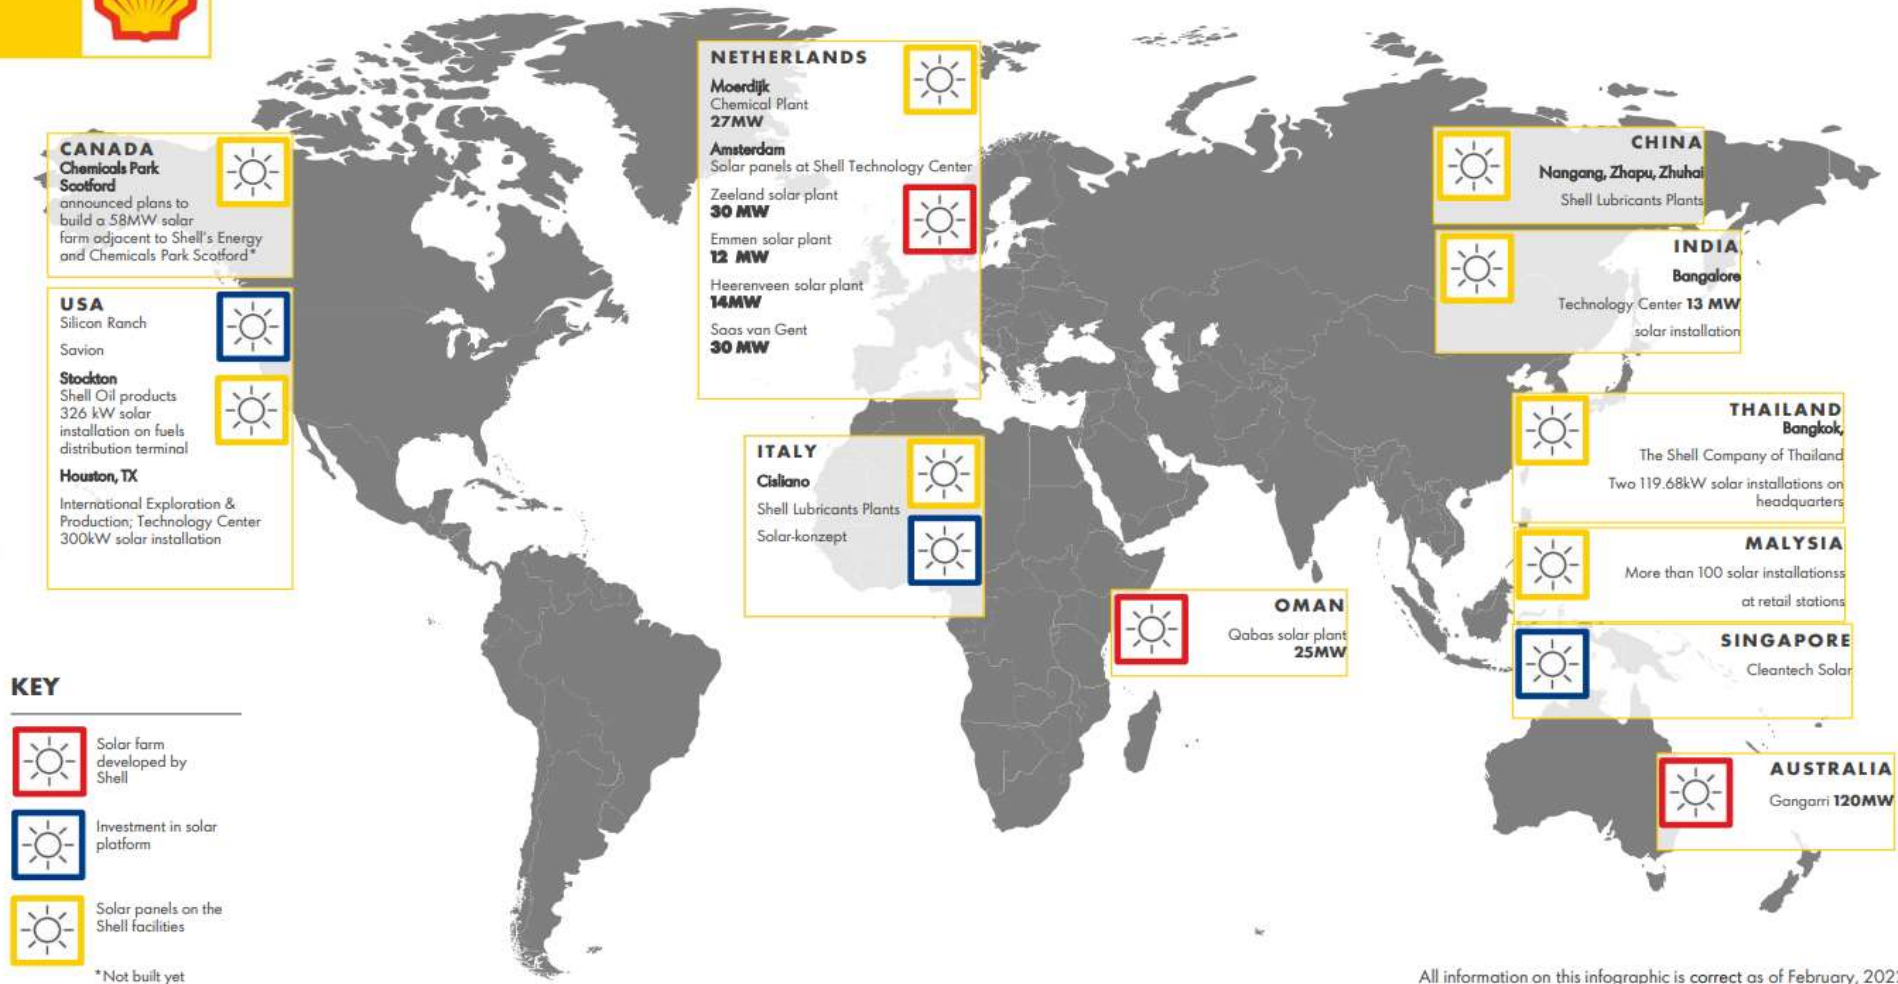 CANADA
Chemicals Park
Scotford
announced plans to
build a 58MW solar
farm adjacent to Shell's Energy
and Chemicals Park Scotford*
USA
Silicon Ranch
Savion
Stockton
Shell Oil products
326 kW solar
installation on fuels
distribution terminal
Houston, TX
International Exploration &
Production; Technology Center
300kW solar installation
NETHERLANDS
Moerdijk
Chemical Plant
27MW
Amsterdam
Solar panels at Shell Technology Center
Zeeland solar plant
30 MW
Emmen solar plant
12 MW
Heerenveen solar plant
14MW
Saas van Gent
30 MW
ITALY
Cisliano
Shell Lubricants Plants
Solar-konzept
OMAN
Qabas solar plant
25MW
CHINA
Nangang, Zhapu, Zhuhai
Shell Lubricants Plants
INDIA
Bangalore
Technology Center 13 MW
solar installation
THAILAND
Bangkok,
The Shell Company of Thailand
Two 119.68kW solar installations on
headquarters
MALYSIA
More than 100 solar installationss
at retail stations
SINGAPORE
Cleantech Solar
AUSTRALIA
Gangarri 120MW
KEY
Solar farm
developed by
Shell
Investment in solar
platform
Solar panels on the
Shell facilities
*Not built yet
All information on this infographic is correct as of February,